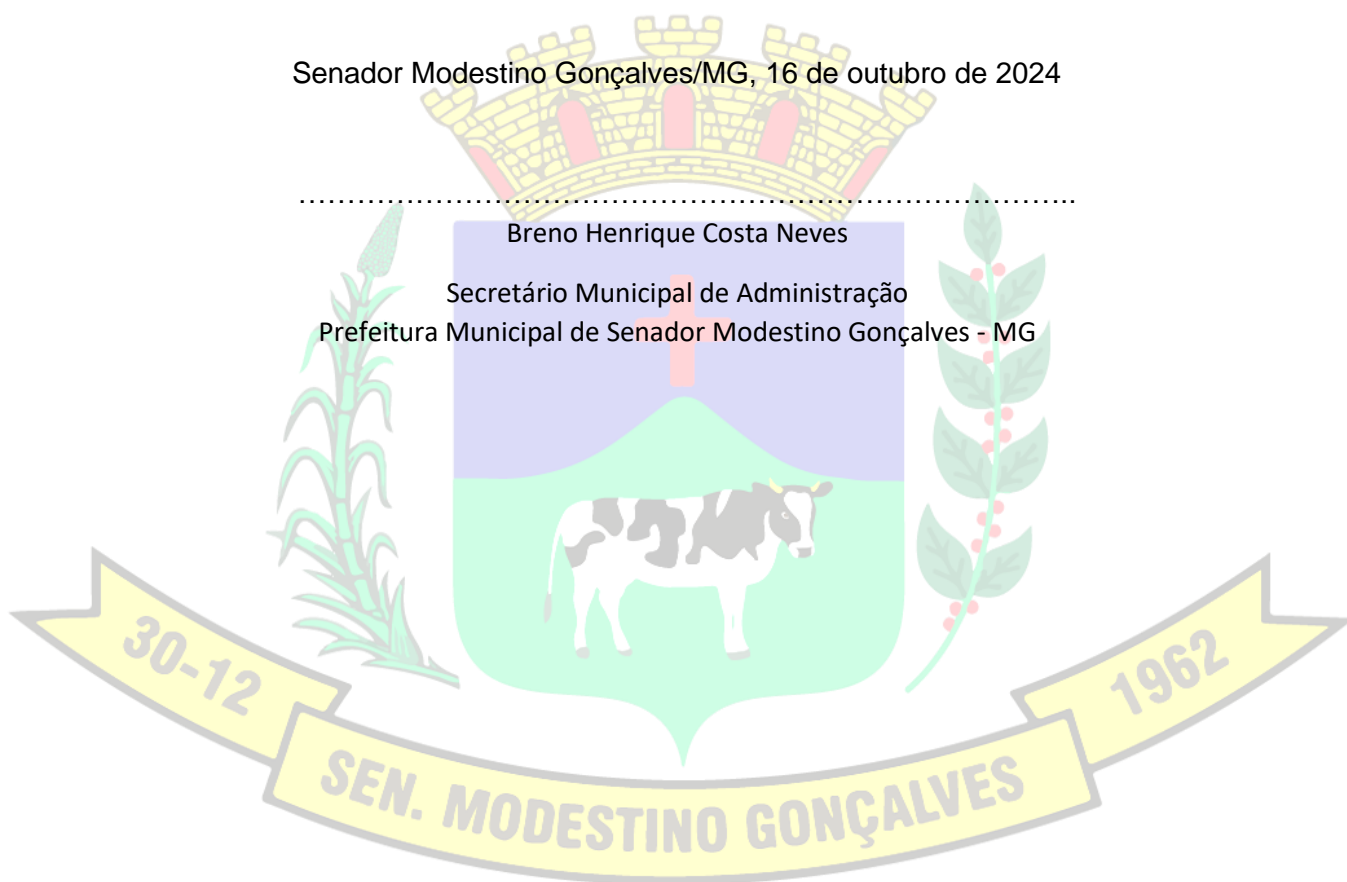 Senador Modestino Gonçalves/MG, 16 de outubro de 2024
…………………………………………………………………..
Breno Henrique Costa Neves
Secretário Municipal de Administração
Prefeitura Municipal de Senador Modestino Gonçalves - MG
30-12
1962
SEN. MODESTINO GONÇALVES